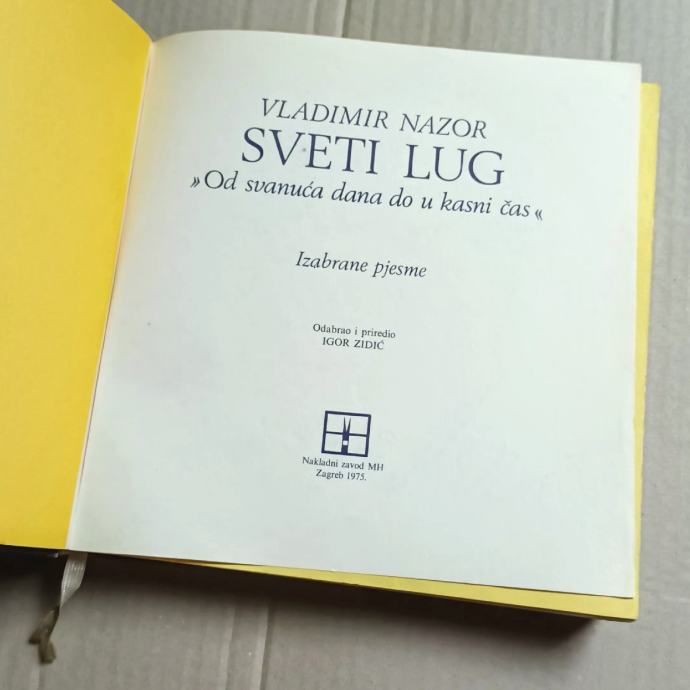 VLADIMIR NAZOR
SVETI LUG
»Od svanuća dana do u kasni čas«
Izabrane pjesme
Odabrao i priredio
IGOR ZIDIĆ
Nakladni zavod MH
Zagreb 1975.